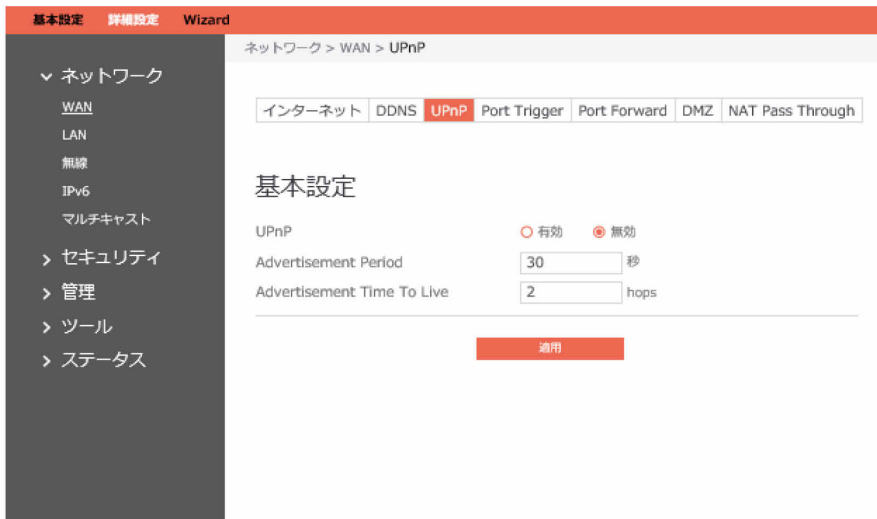 基本設定 詳細設定 Wizard
ネットワーク > WAN > UPnP
ネットワーク
WAN
LAN
無線
IPv6
マルチキャスト
セキュリティ
管理
ツール
ステータス
インターネット DDNS UPnP Port Trigger Port Forward DMZ NAT Pass Through
基本設定
UPnP 有効 無効
Advertisement Period 30 秒
Advertisement Time To Live 2 hops
適用